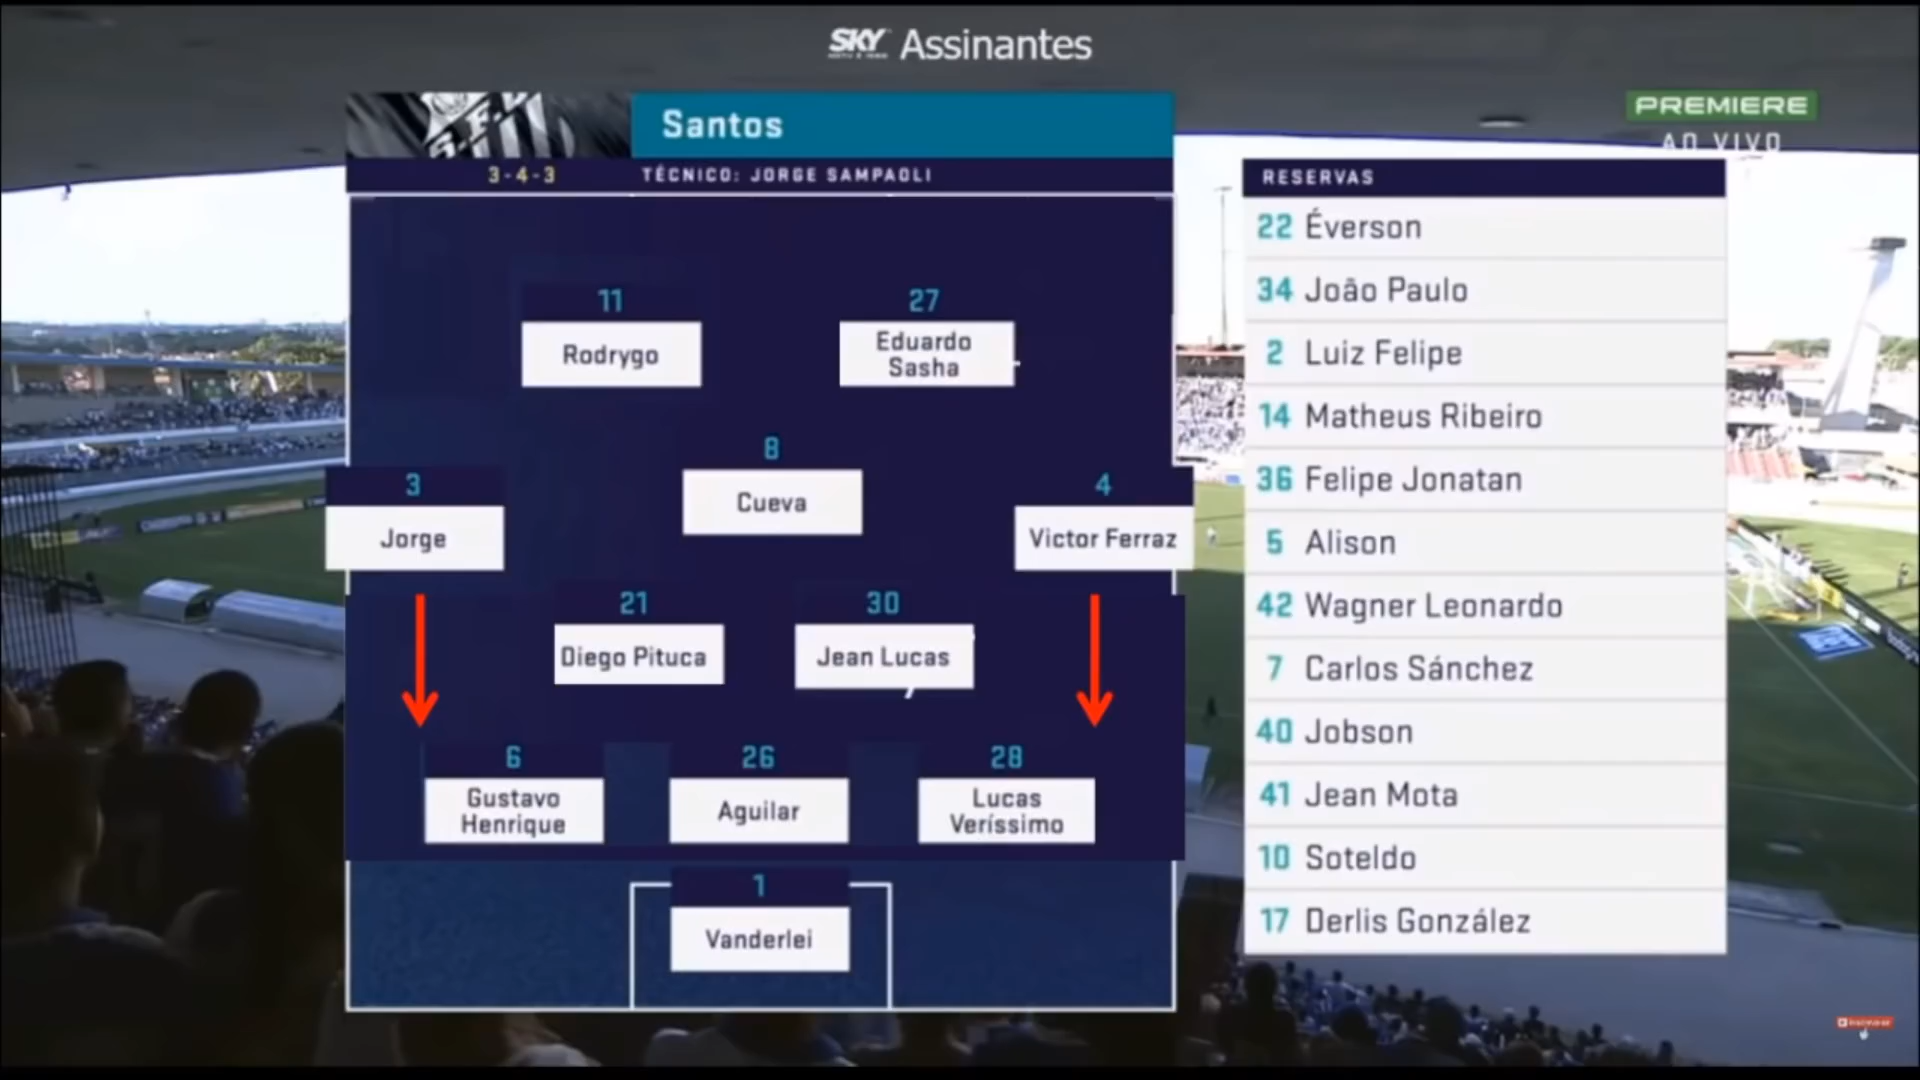 SKY Assinantes
PREMIERE
AO VIVO
Santos
3-4-3
TÉCNICO: JORGE SAMPAOLI
11
Rodrygo
27
Eduardo
Sasha
8
Cueva
3
Jorge
4
Victor Ferraz
21
Diego Pituca
30
Jean Lucas
6
Gustavo
Henrique
26
Aguilar
28
Lucas
Veríssimo
1
Vanderlei
RESERVAS
22 Éverson
34 João Paulo
2 Luiz Felipe
14 Matheus Ribeiro
36 Felipe Jonatan
5 Alison
42 Wagner Leonardo
7 Carlos Sánchez
40 Jobson
41 Jean Mota
10 Soteldo
17 Derlis González